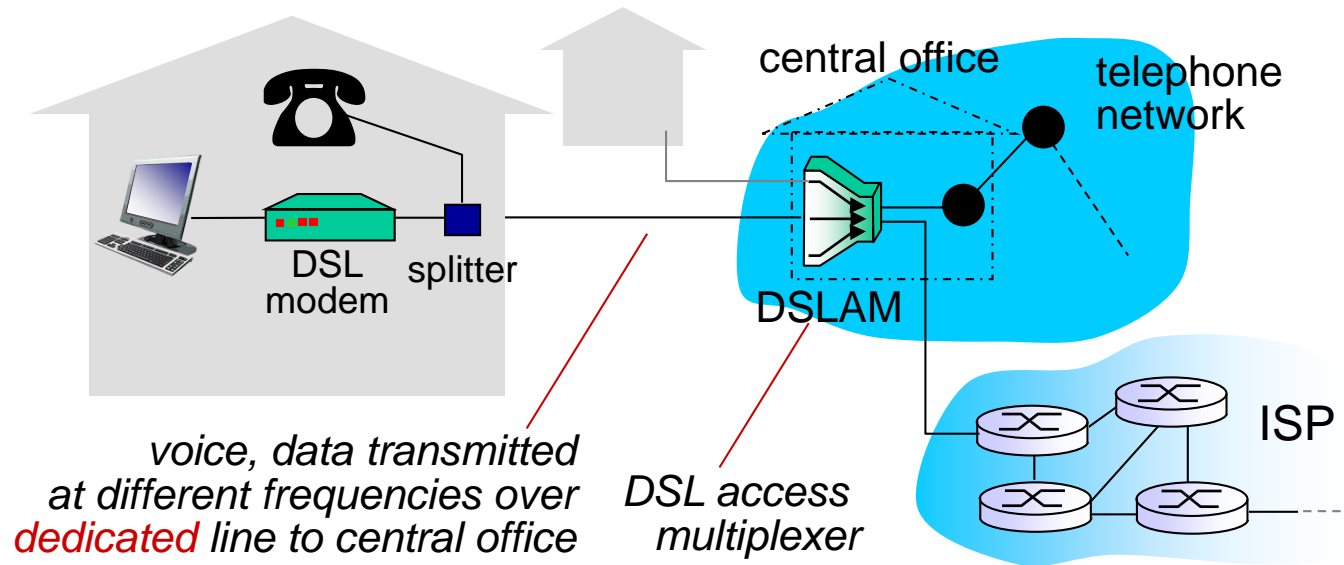 central office
telephone
network
DSL
modem
splitter
DSLAM
ISP
voice, data transmitted
at different frequencies over
dedicated line to central office
DSL access
multiplexer